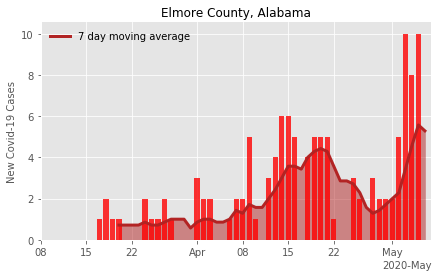 Elmore County, Alabama
7 day moving average
New Covid-19 Cases
10
8
6
4
2
0
08 15 22 Apr 08 15 22 May
2020-May